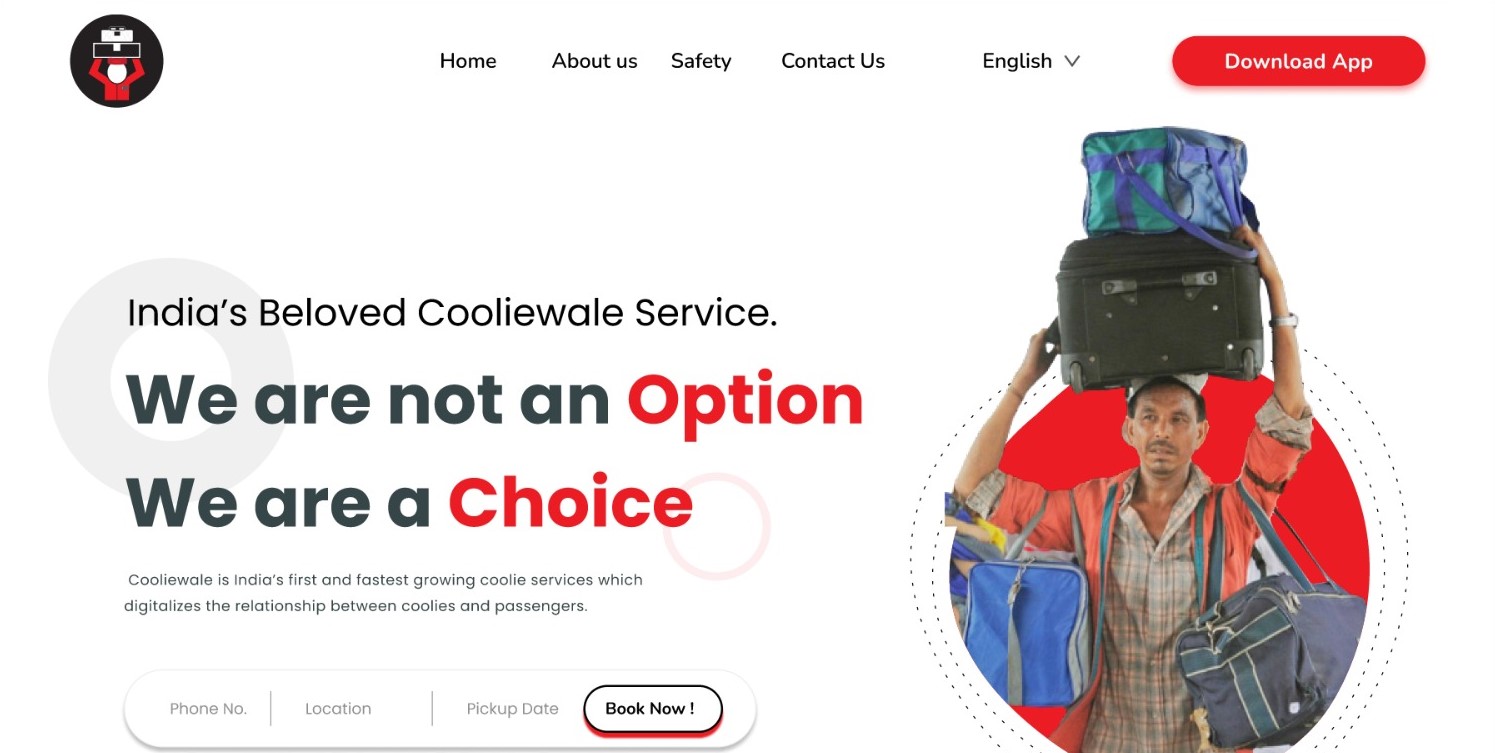 Home About us Safety Contact Us English Download App
India’s Beloved Cooliewale Service.
We are not an Option
We are a Choice
Cooliewale is India’s first and fastest growing coolie services which
digitalizes the relationship between coolies and passengers.
Phone No. Location Pickup Date Book Now !